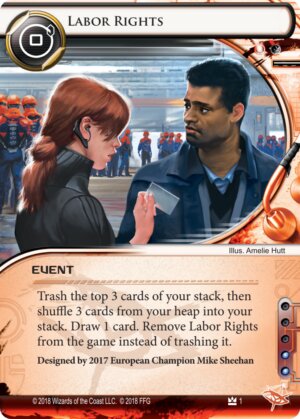 LABOR RIGHTS
0
Illus. Amelie Hutt
EVENT
Trash the top 3 cards of your stack, then
shuffle 3 cards from your heap into your
stack. Draw 1 card. Remove Labor Rights
from the game instead of trashing it.
Designed by 2017 European Champion Mike Sheehan
© 2018 Wizards of the Coast LLC. © 2018 FFG
1